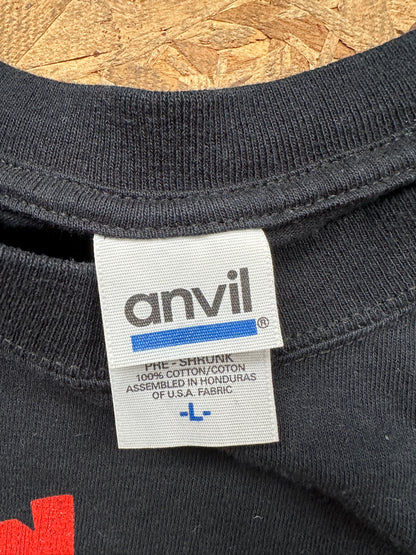 anvil®
PRE-SHRUNK
100% COTTON/COTON
ASSEMBLED IN HONDURAS
OF U.S.A. FABRIC
-L-